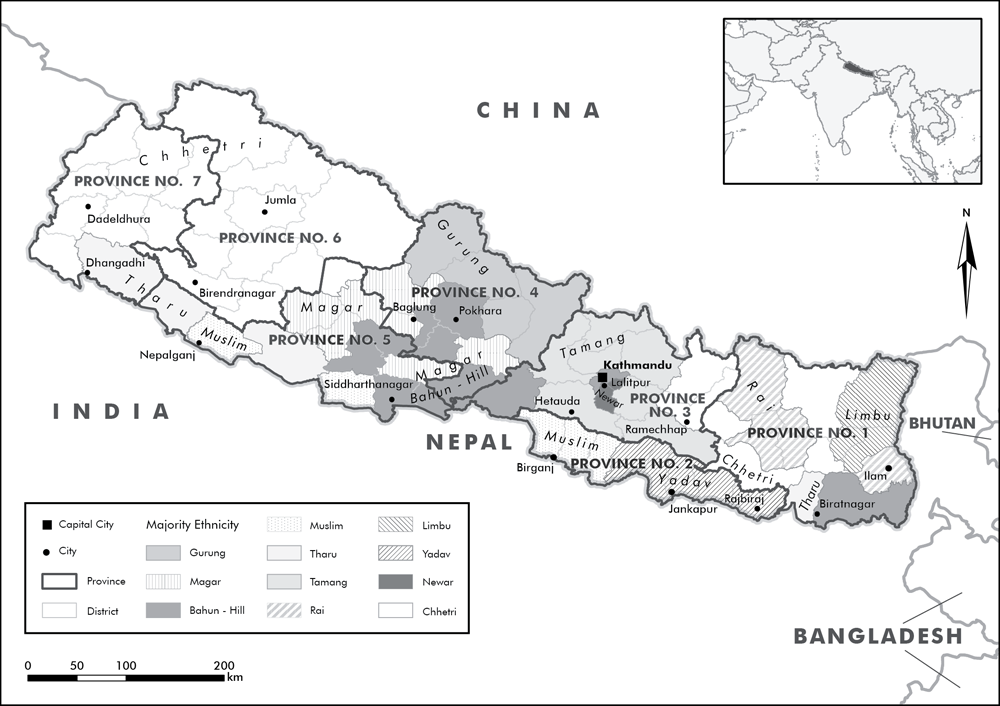 CHINA
N
Chhetri
PROVINCE NO. 7
Jumla
Dadeldhura
PROVINCE NO. 6
Gurung
Dhangadhi
Birendranagar
PROVINCE NO. 4
Tharu
Magar
Baglung
Pokhara
Muslim
PROVINCE NO. 5
Tamang
Nepalganj
Magar
Kathmandu
Siddharthanagar
Lalitpur
Bahun - Hill
Newar
PROVINCE
NO. 3
Rai
Hetauda
INDIA
Limbu
Ramechhap
PROVINCE NO. 1
BHUTAN
NEPAL
Muslim
Birganj
PROVINCE NO. 2
Chhetri
Ilam
Yadav
Rajbiraj
Tharu
Jankapur
Biratnagar
Capital City
Majority Ethnicity
Muslim
Limbu
City
Gurung
Tharu
Yadav
Province
Magar
Tamang
Newar
District
Bahun - Hill
Rai
Chhetri
BANGLADESH
0 50 100 200
km